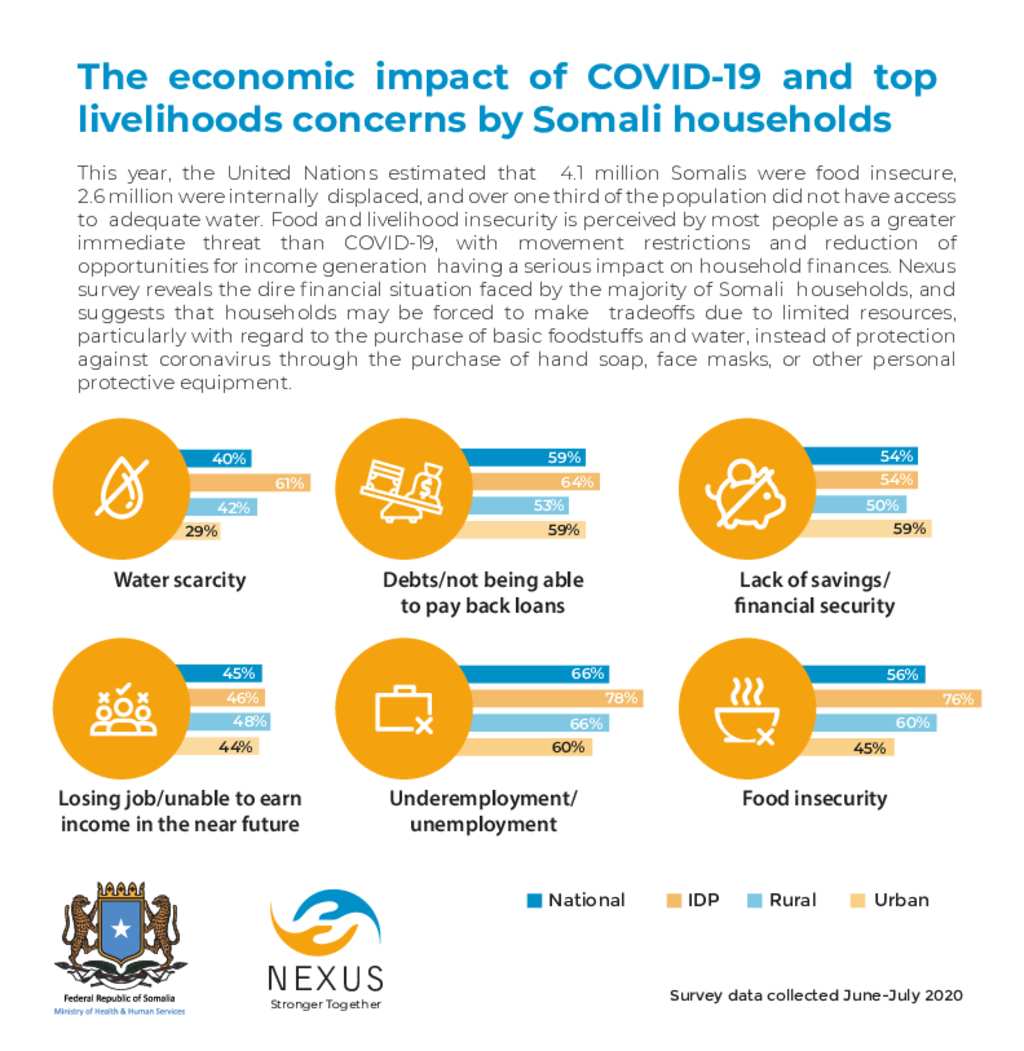 The economic impact of COVID-19 and top
livelihoods concerns by Somali households
This year, the United Nations estimated that 4.1 million Somalis were food insecure,
2.6 million were internally displaced, and over one third of the population did not have access
to adequate water. Food and livelihood insecurity is perceived by most people as a greater
immediate threat than COVID-19, with movement restrictions and reduction of
opportunities for income generation having a serious impact on household finances. Nexus
survey reveals the dire financial situation faced by the majority of Somali households, and
suggests that households may be forced to make tradeoffs due to limited resources,
particularly with regard to the purchase of basic foodstuffs and water, instead of protection
against coronavirus through the purchase of hand soap, face masks, or other personal
protective equipment.
40%
61%
42%
29%
Water scarcity
59%
64%
53%
59%
Debts/not being able
to pay back loans
54%
54%
50%
59%
Lack of savings/
financial security
45%
46%
48%
44%
Losing job/unable to earn
income in the near future
66%
78%
66%
60%
Underemployment/
unemployment
56%
76%
60%
45%
Food insecurity
National
IDP
Rural
Urban
Federal Republic of Somalia
Ministry of Health & Human Services
NEXUS
Stronger Together
Survey data collected June-July 2020